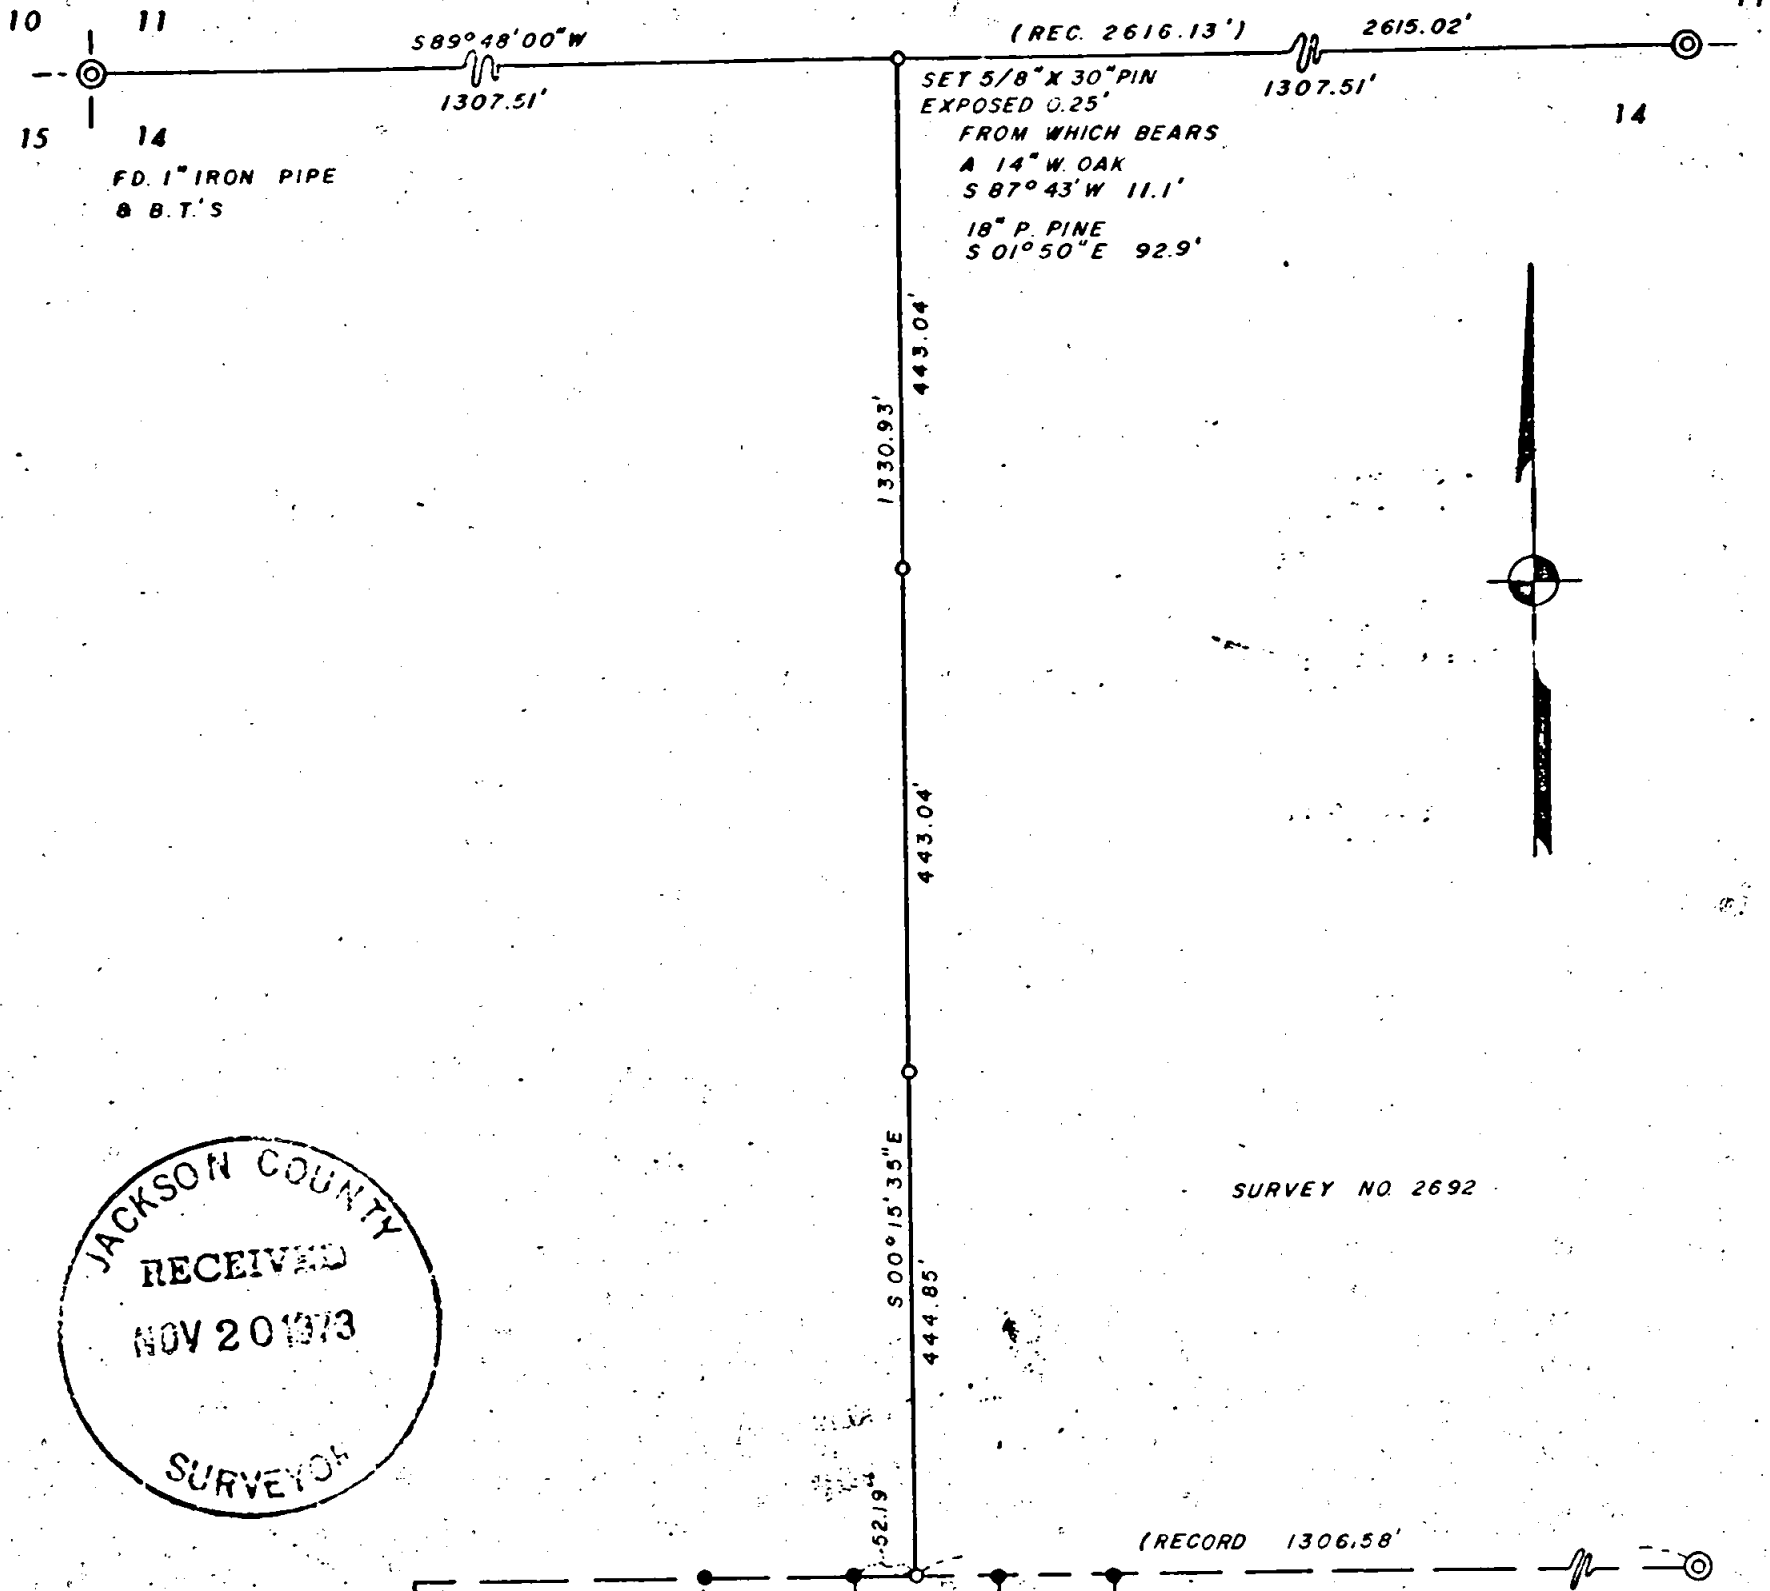 10 11
S89°48'00"W
(REC. 2616.13') 2615.02'
1307.51'
1307.51'
15 14
14
FD. 1" IRON PIPE
& B.T.'S
SET 5/8" X 30" PIN
EXPOSED 0.25'
FROM WHICH BEARS
A 14" W. OAK
S 87° 43' W 11.1'
18" P. PINE
S 01° 50" E 92.9'
443.04'
1330.93'
443.04'
S 00° 15' 35" E
444.85'
SURVEY NO. 2692
JACKSON COUNTY
RECEIVED
NOV 20 1973
SURVEYOR
52.19"
(RECORD 1306.58'